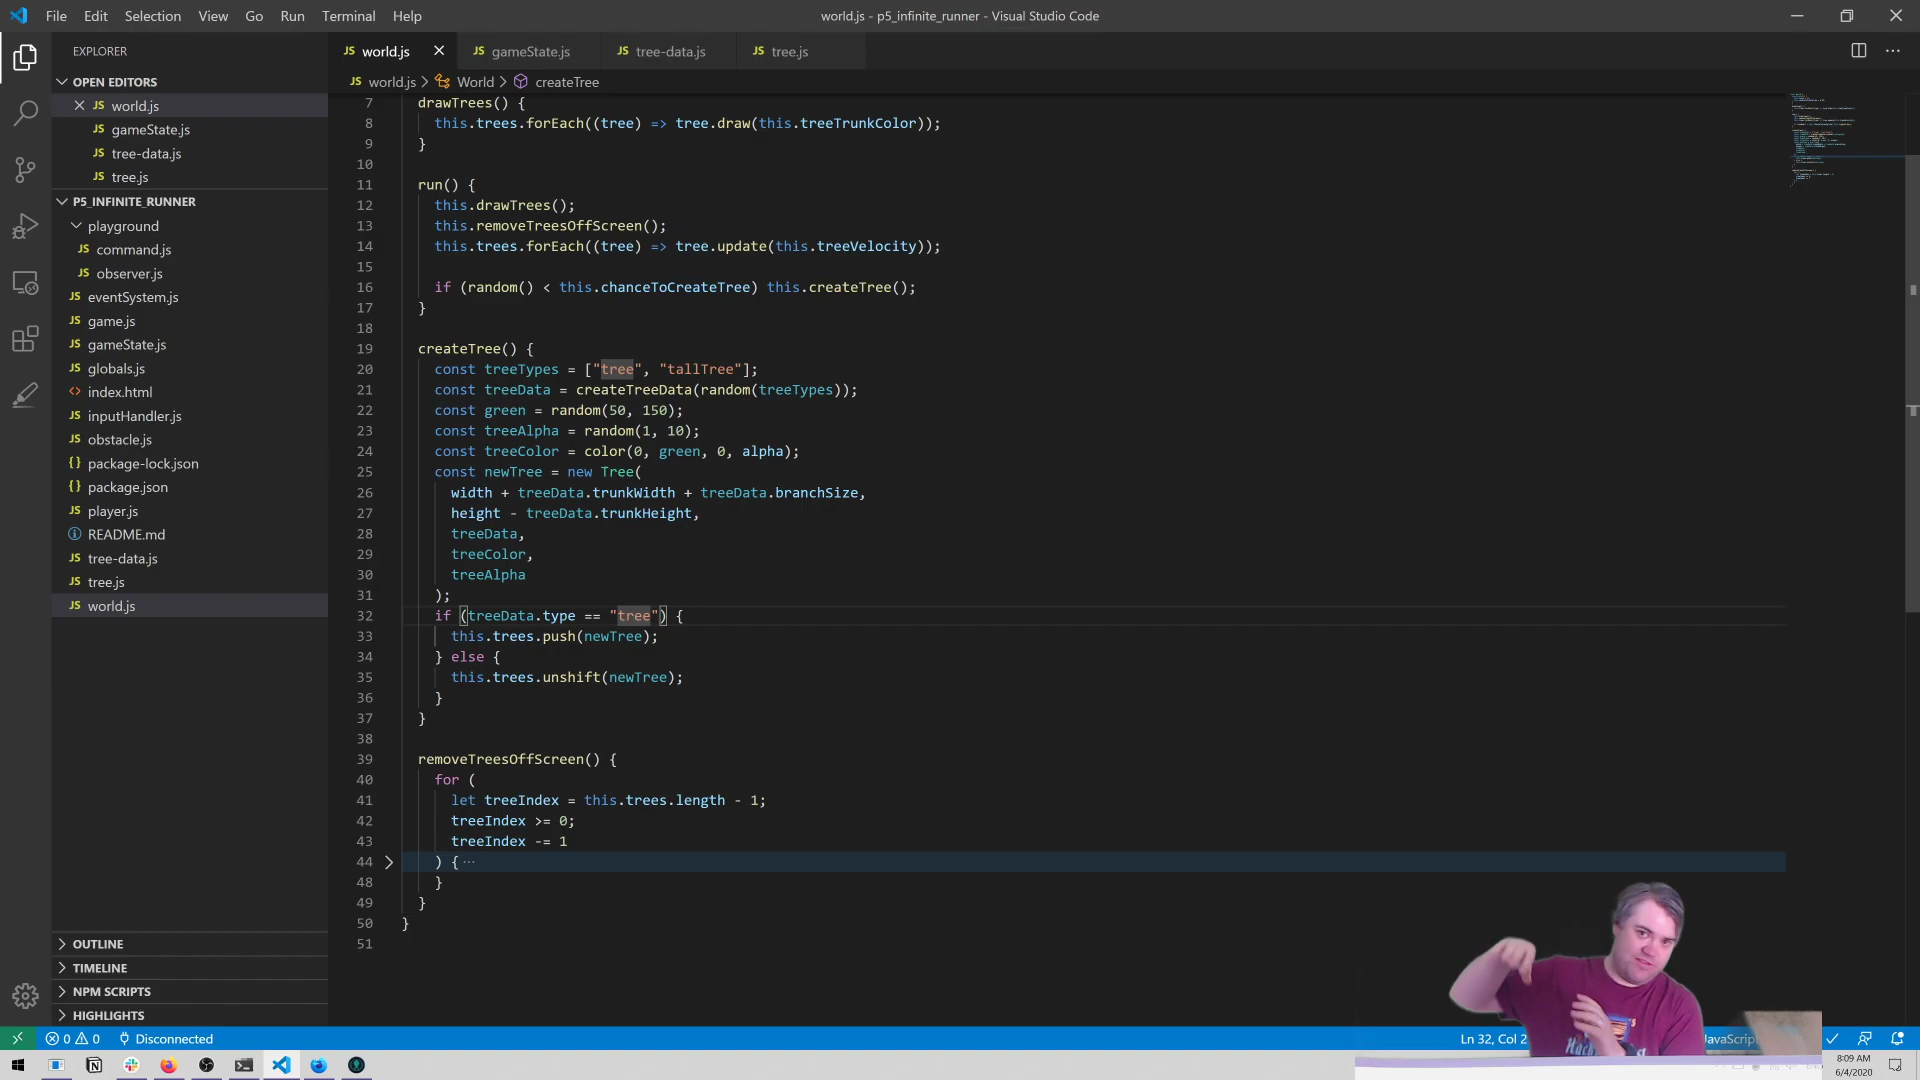 File Edit Selection View Go Run Terminal Help
world.js - p5_infinite_runner - Visual Studio Code
EXPLORER
OPEN EDITORS
JS world.js
JS gameState.js
JS tree-data.js
JS tree.js
P5_INFINITE_RUNNER
playground
JS command.js
JS observer.js
JS eventSystem.js
JS game.js
JS gameState.js
JS globals.js
<> index.html
JS inputHandler.js
JS obstacle.js
{} package-lock.json
{} package.json
JS player.js
README.md
JS tree-data.js
JS tree.js
JS world.js
OUTLINE
TIMELINE
NPM SCRIPTS
HIGHLIGHTS
JS world.js JS gameState.js JS tree-data.js JS tree.js
JS world.js > World > createTree
7 drawTrees() {
8 this.trees.forEach((tree) => tree.draw(this.treeTrunkColor));
9 }
10
11 run() {
12 this.drawTrees();
13 this.removeTreesOffScreen();
14 this.trees.forEach((tree) => tree.update(this.treeVelocity));
15
16 if (random() < this.chanceToCreateTree) this.createTree();
17 }
18
19 createTree() {
20 const treeTypes = ["tree", "tallTree"];
21 const treeData = createTreeData(random(treeTypes));
22 const green = random(50, 150);
23 const treeAlpha = random(1, 10);
24 const treeColor = color(0, green, 0, alpha);
25 const newTree = new Tree(
26 width + treeData.trunkWidth + treeData.branchSize,
27 height - treeData.trunkHeight,
28 treeData,
29 treeColor,
30 treeAlpha
31 );
32 if (treeData.type == "tree") {
33 this.trees.push(newTree);
34 } else {
35 this.trees.unshift(newTree);
36 }
37 }
38
39 removeTreesOffScreen() {
40 for (
41 let treeIndex = this.trees.length - 1;
42 treeIndex >= 0;
43 treeIndex -= 1
44 ) { ···
48 }
49 }
50 }
51
0 0 Disconnected
Ln 32, Col 2
JavaScrip
8:09 AM
6/4/2020